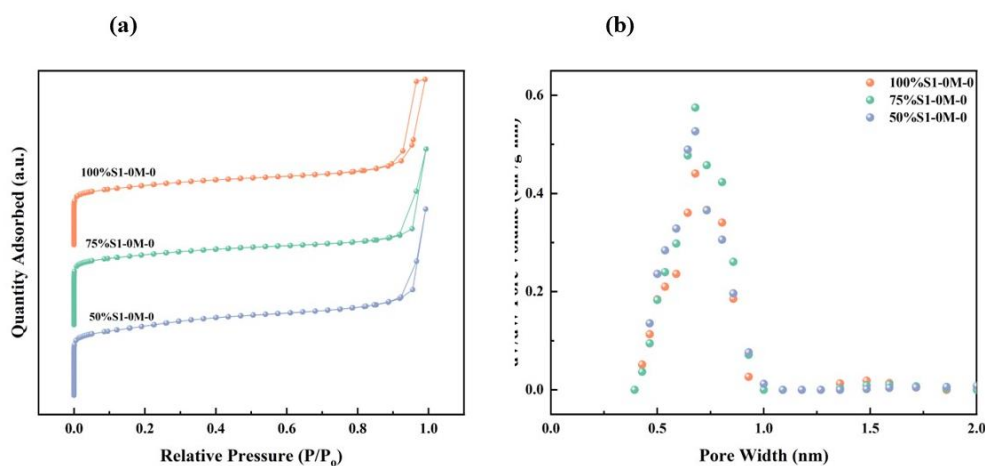 (a)
(b)
Quantity Adsorbed (a.u.)
100%S1-0M-0
75%S1-0M-0
50%S1-0M-0
0.0 0.2 0.4 0.6 0.8 1.0
Relative Pressure (P/P0)
100%S1-0M-0
75%S1-0M-0
50%S1-0M-0
Pore
0.6
0.4
0.2
0.0
0.0 0.5 1.0 1.5 2.0
Pore Width (nm)